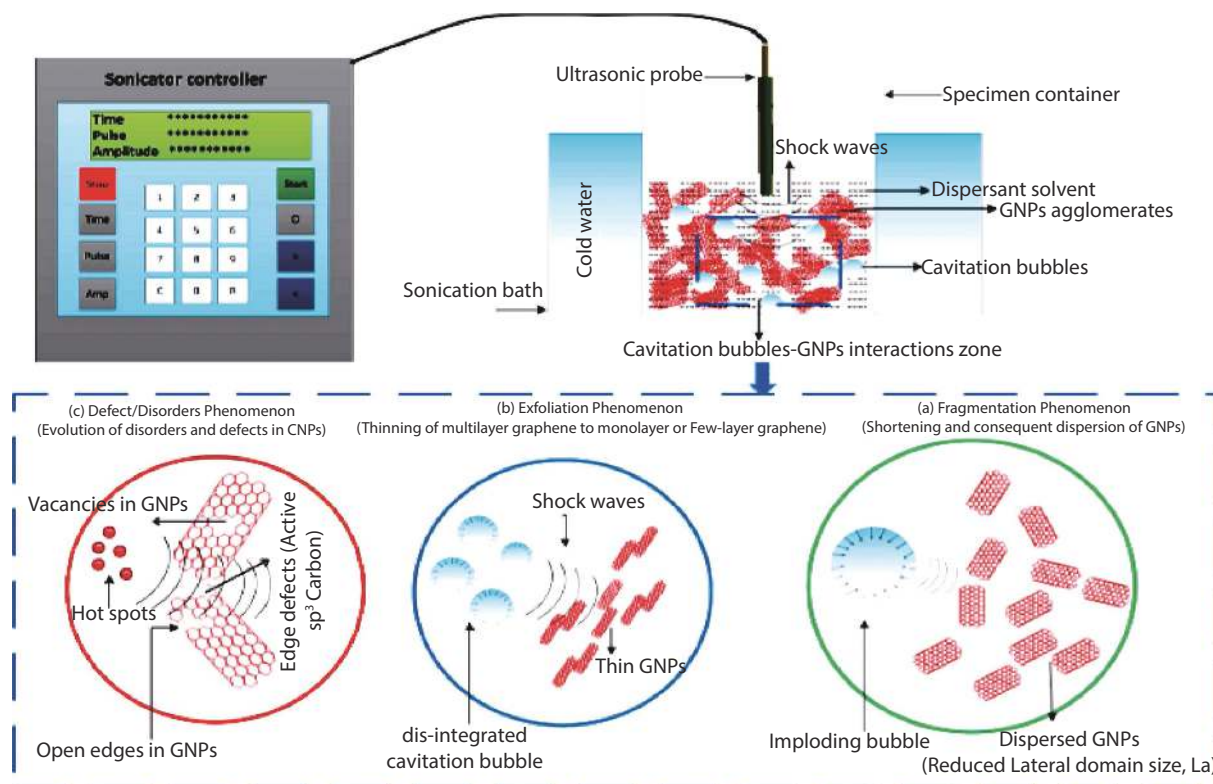 Sonicator controller
Time ***********
Pulse ***********
Amplitude ***********
Stop
Start
1 2 3
Time
4 5 6
Pulse
7 8 9
Amp
C 0
Ultrasonic probe
Specimen container
Shock waves
Dispersant solvent
GNPs agglomerates
Cold water
Cavitation bubbles
Sonication bath
Cavitation bubbles-GNPs interactions zone
(c) Defect/Disorders Phenomenon
(Evolution of disorders and defects in CNPs)
Vacancies in GNPs
Hot spots
Edge defects (Active
sp³ Carbon)
Open edges in GNPs
(b) Exfoliation Phenomenon
(Thinning of multilayer graphene to monolayer or Few-layer graphene)
Shock waves
Thin GNPs
dis-integrated
cavitation bubble
(a) Fragmentation Phenomenon
(Shortening and consequent dispersion of GNPs)
Imploding bubble
Dispersed GNPs
(Reduced Lateral domain size, La)